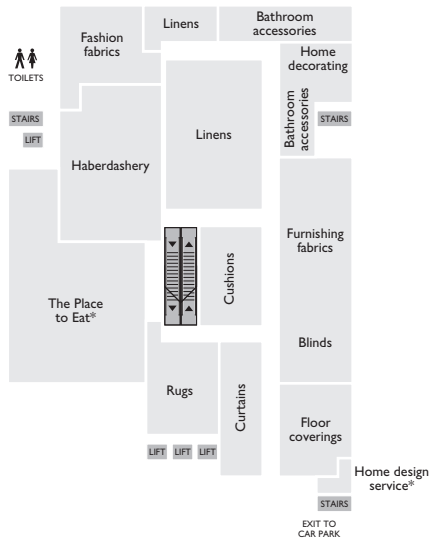 Fashion
fabrics
Linens
Bathroom
accessories
TOILETS
Home
decorating
Bathroom
accessories
STAIRS
STAIRS
LIFT
Linens
Haberdashery
Furnishing
fabrics
Cushions
The Place
to Eat*
Blinds
Rugs
Curtains
Floor
coverings
LIFT LIFT LIFT
Home design
service*
STAIRS
EXIT TO
CAR PARK